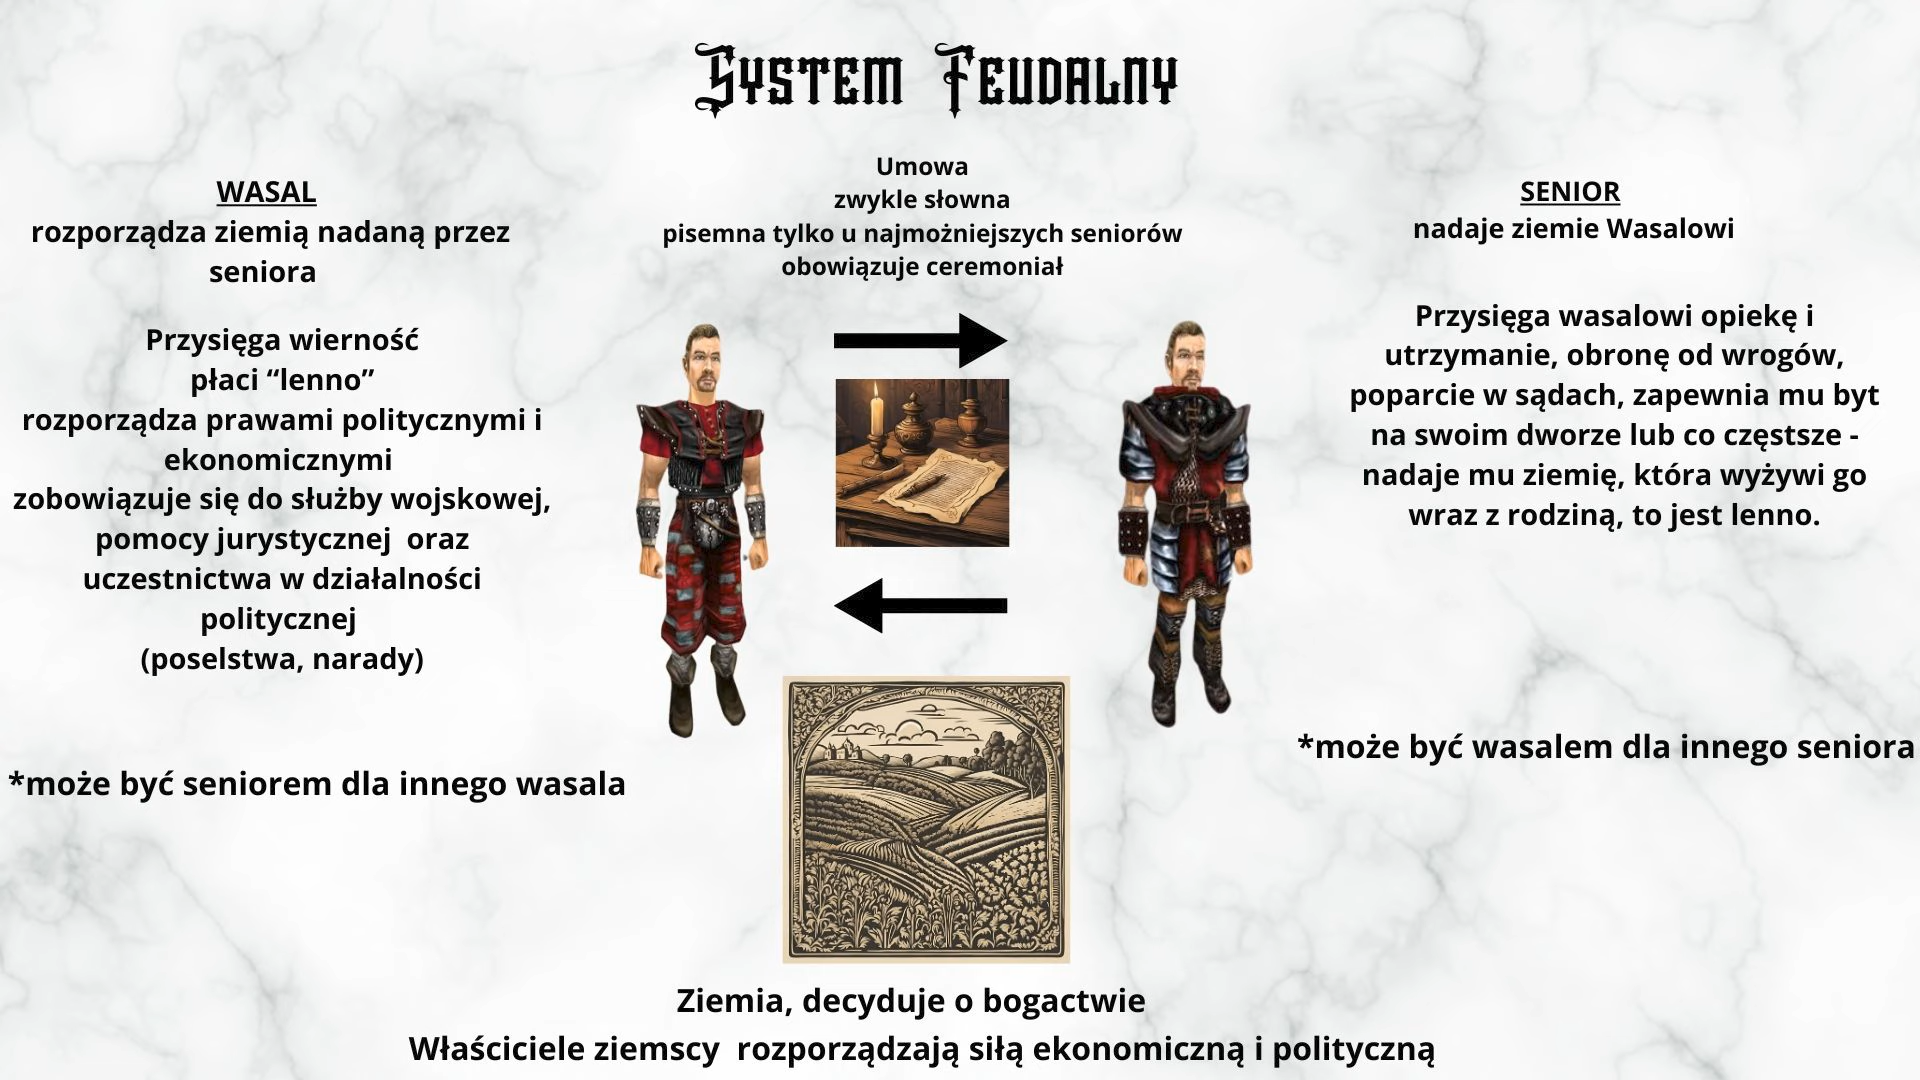 System Feudalny
WASAL
rozporządza ziemią nadaną przez
seniora
Przysięga wierność
płaci “lenno”
rozporządza prawami politycznymi i
ekonomicznymi
zobowiązuje się do służby wojskowej,
pomocy jurystycznej  oraz
uczestnictwa w działalności
politycznej
(poselstwa, narady)
*może być seniorem dla innego wasala
Umowa
zwykle słowna
pisemna tylko u najmożniejszych seniorów
obowiązuje ceremoniał
SENIOR
nadaje ziemie Wasalowi
Przysięga wasalowi opiekę i
utrzymanie, obronę od wrogów,
poparcie w sądach, zapewnia mu byt
na swoim dworze lub co częstsze -
nadaje mu ziemię, która wyżywi go
wraz z rodziną, to jest lenno.
*może być wasalem dla innego seniora
Ziemia, decyduje o bogactwie
Właściciele ziemscy  rozporządzają siłą ekonomiczną i polityczną